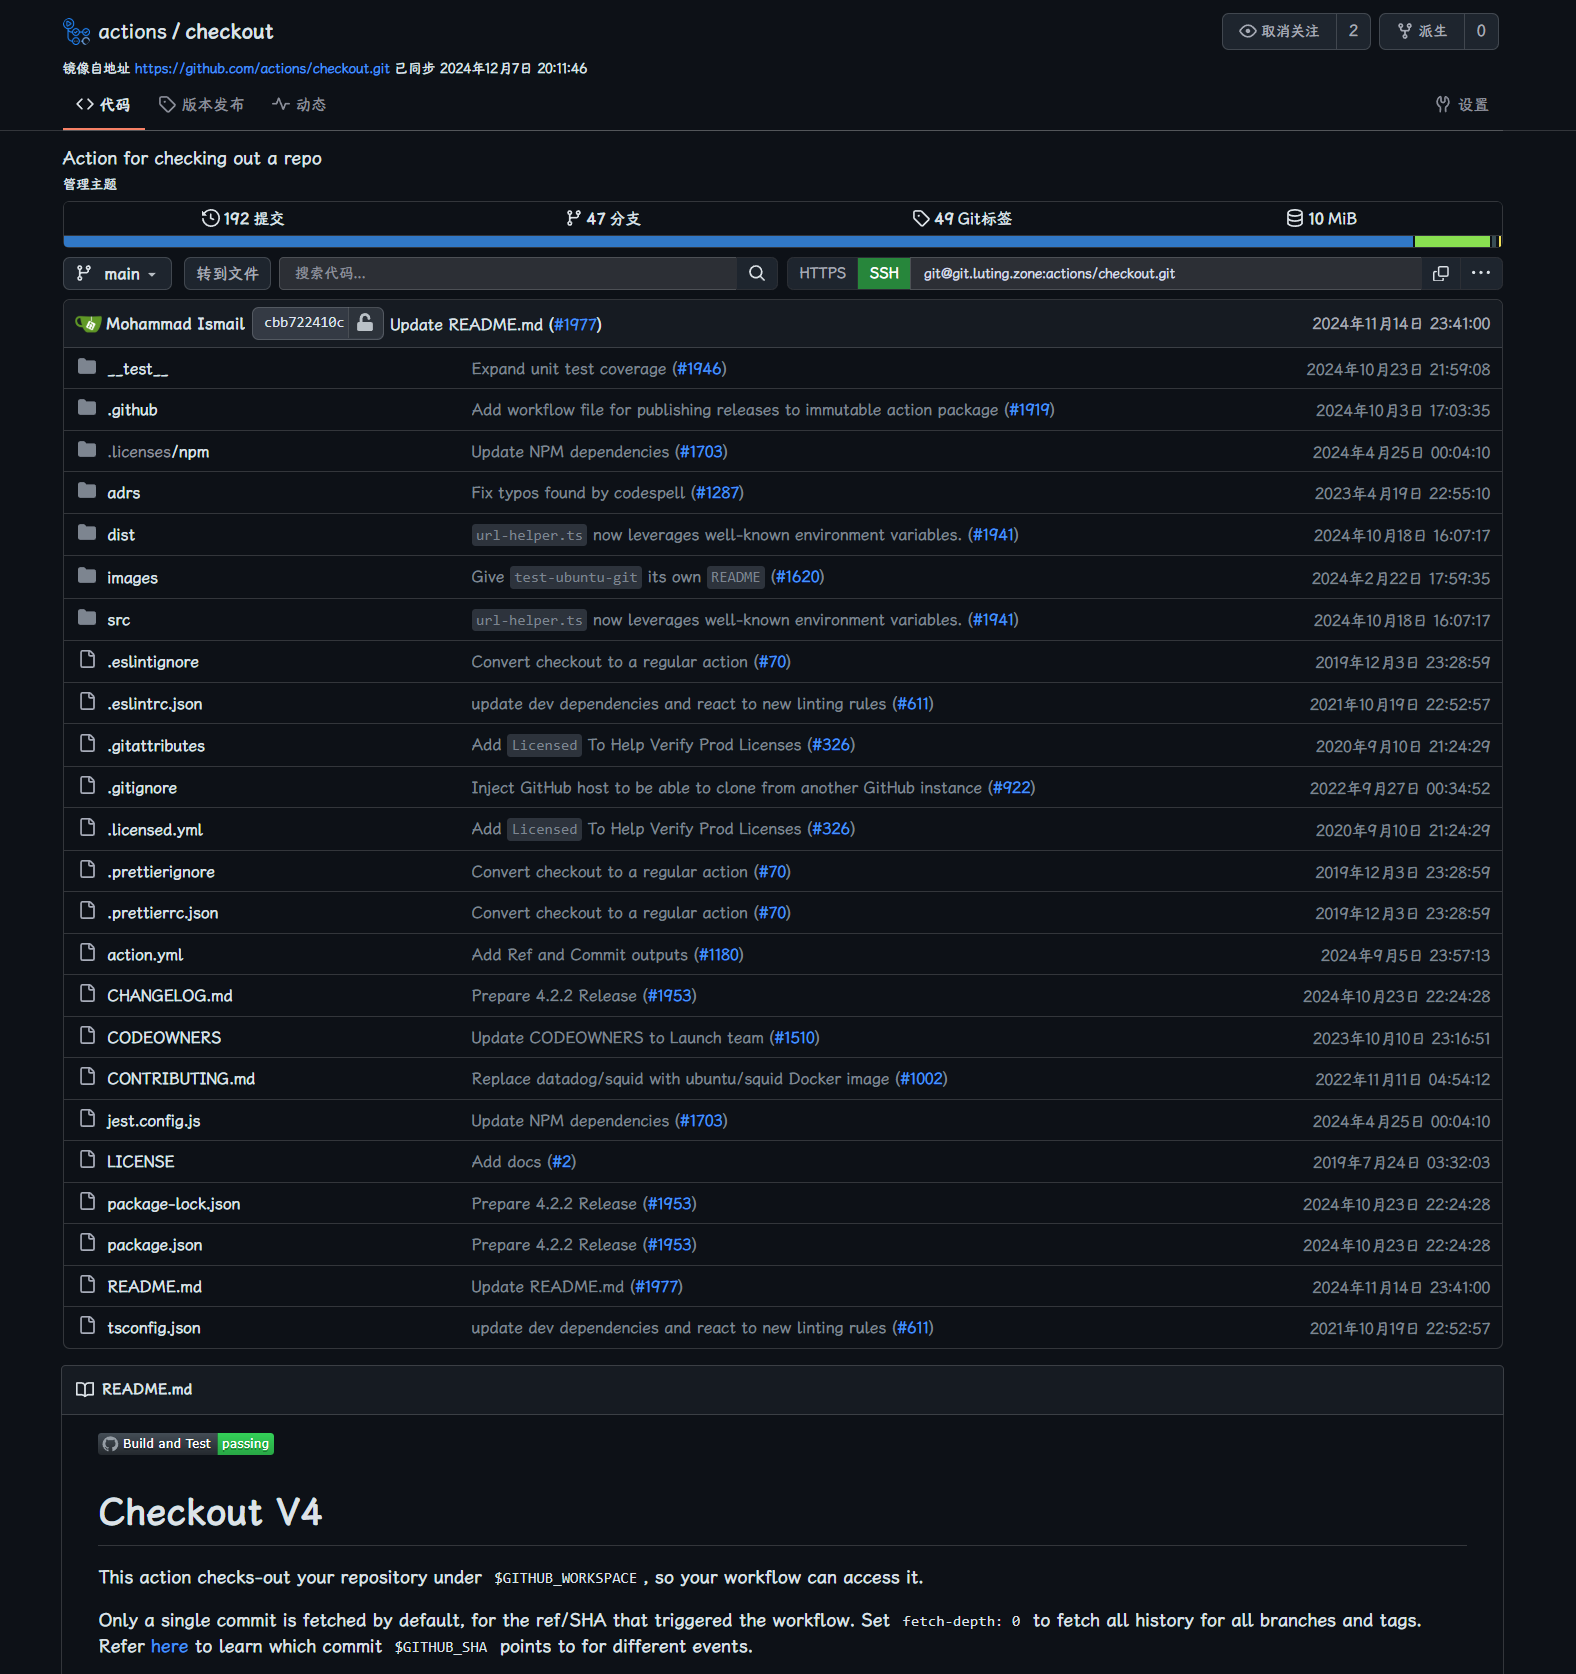 actions / checkout
取消关注 2 派生 0
镜像自地址 https://github.com/actions/checkout.git 已同步 2024年12月7日 20:11:46
代码 版本发布 动态 设置
Action for checking out a repo
管理主题
192 提交 47 分支 49 Git标签 10 MiB
main 转到文件 搜索代码... HTTPS SSH git@git.luting.zone:actions/checkout.git
Mohammad Ismail cbb722410c Update README.md (#1977) 2024年11月14日 23:41:00
__test__ Expand unit test coverage (#1946) 2024年10月23日 21:59:08
.github Add workflow file for publishing releases to immutable action package (#1919) 2024年10月3日 17:03:35
.licenses/npm Update NPM dependencies (#1703) 2024年4月25日 00:04:10
adrs Fix typos found by codespell (#1287) 2023年4月19日 22:55:10
dist url-helper.ts now leverages well-known environment variables. (#1941) 2024年10月18日 16:07:17
images Give test-ubuntu-git its own README (#1620) 2024年2月22日 17:59:35
src url-helper.ts now leverages well-known environment variables. (#1941) 2024年10月18日 16:07:17
.eslintignore Convert checkout to a regular action (#70) 2019年12月3日 23:28:59
.eslintrc.json update dev dependencies and react to new linting rules (#611) 2021年10月19日 22:52:57
.gitattributes Add Licensed To Help Verify Prod Licenses (#326) 2020年9月10日 21:24:29
.gitignore Inject GitHub host to be able to clone from another GitHub instance (#922) 2022年9月27日 00:34:52
.licensed.yml Add Licensed To Help Verify Prod Licenses (#326) 2020年9月10日 21:24:29
.prettierignore Convert checkout to a regular action (#70) 2019年12月3日 23:28:59
.prettierrc.json Convert checkout to a regular action (#70) 2019年12月3日 23:28:59
action.yml Add Ref and Commit outputs (#1180) 2024年9月5日 23:57:13
CHANGELOG.md Prepare 4.2.2 Release (#1953) 2024年10月23日 22:24:28
CODEOWNERS Update CODEOWNERS to Launch team (#1510) 2023年10月10日 23:16:51
CONTRIBUTING.md Replace datadog/squid with ubuntu/squid Docker image (#1002) 2022年11月11日 04:54:12
jest.config.js Update NPM dependencies (#1703) 2024年4月25日 00:04:10
LICENSE Add docs (#2) 2019年7月24日 03:32:03
package-lock.json Prepare 4.2.2 Release (#1953) 2024年10月23日 22:24:28
package.json Prepare 4.2.2 Release (#1953) 2024年10月23日 22:24:28
README.md Update README.md (#1977) 2024年11月14日 23:41:00
tsconfig.json update dev dependencies and react to new linting rules (#611) 2021年10月19日 22:52:57
README.md
Build and Test passing
Checkout V4
This action checks-out your repository under $GITHUB_WORKSPACE , so your workflow can access it.
Only a single commit is fetched by default, for the ref/SHA that triggered the workflow. Set fetch-depth: 0 to fetch all history for all branches and tags.
Refer here to learn which commit $GITHUB_SHA points to for different events.